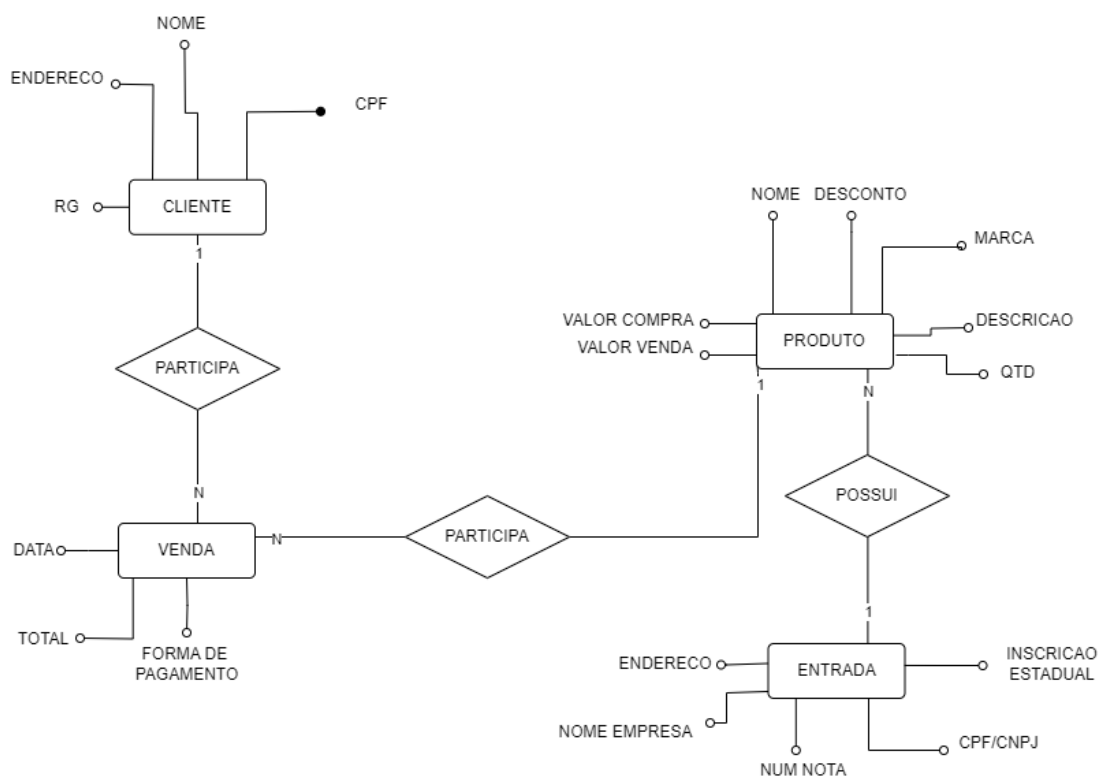 NOME
ENDERECO
CPF
RG
CLIENTE
1
PARTICIPA
N
NOME
DESCONTO
MARCA
VALOR COMPRA
VALOR VENDA
PRODUTO
DESCRICAO
QTD
1
N
POSSUI
DATA
VENDA
N
PARTICIPA
TOTAL
FORMA DE
PAGAMENTO
1
ENDERECO
ENTRADA
INSCRICAO
ESTADUAL
NOME EMPRESA
NUM NOTA
CPF/CNPJ